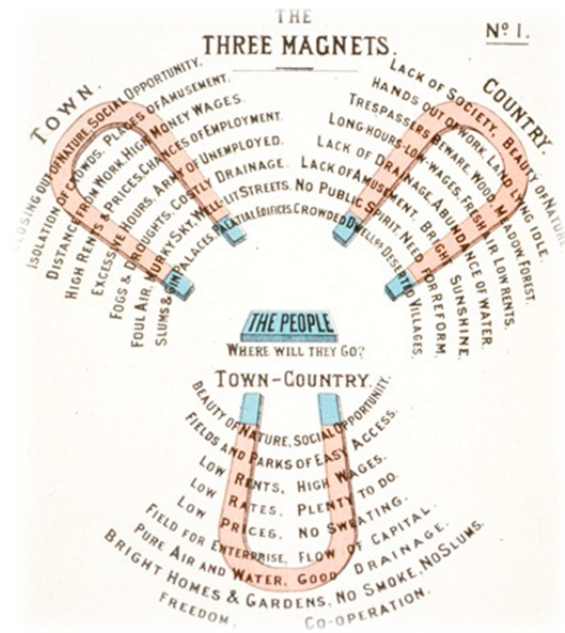 THE
THREE MAGNETS.
Nº 1.
TOWN.
CLOSING OUT OF NATURE. SOCIAL OPPORTUNITY.
ISOLATION OF CROWDS. PLACES OF AMUSEMENT.
DISTANCE FROM WORK. HIGH MONEY WAGES.
HIGH RENTS & PRICES. CHANCES OF EMPLOYMENT.
EXCESSIVE HOURS. ARMY OF UNEMPLOYED.
FOGS & DROUGHTS. COSTLY DRAINAGE.
FOUL AIR. MURKY SKY. WELL-LIT STREETS.
SLUMS & GIN PALACES. PALATIAL EDIFICES.
COUNTRY.
LACK OF SOCIETY. BEAUTY OF NATURE.
HANDS OUT OF WORK. LAND LYING IDLE.
TRESPASSERS BEWARE. WOOD, MEADOW, FOREST.
LONG HOURS-LOW WAGES. FRESH AIR. LOW RENTS.
LACK OF DRAINAGE. ABUNDANCE OF WATER.
LACK OF AMUSEMENT. BRIGHT SUNSHINE.
NO PUBLIC SPIRIT. NEED FOR REFORM.
CROWDED DWELLGS DESERTED VILLAGES.
THE PEOPLE
WHERE WILL THEY GO?
TOWN-COUNTRY.
BEAUTY OF NATURE. SOCIAL OPPORTUNITY.
FIELDS AND PARKS OF EASY ACCESS.
LOW RENTS, HIGH WAGES.
LOW RATES, PLENTY TO DO.
LOW PRICES, NO SWEATING.
FIELD FOR ENTERPRISE, FLOW OF CAPITAL.
PURE AIR AND WATER, GOOD DRAINAGE.
BRIGHT HOMES & GARDENS, NO SMOKE, NO SLUMS.
FREEDOM. CO-OPERATION.